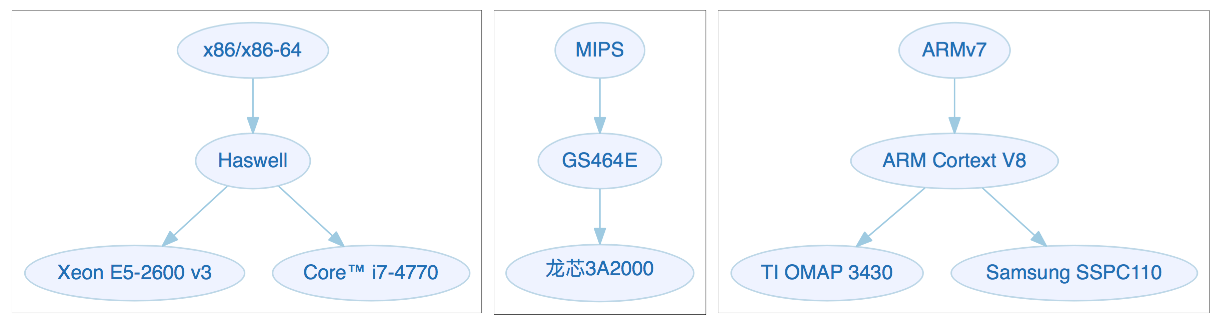 x86/x86-64
Haswell
Xeon E5-2600 v3
Core™ i7-4770
MIPS
GS464E
龙芯3A2000
ARMv7
ARM Cortext V8
TI OMAP 3430
Samsung SSPC110